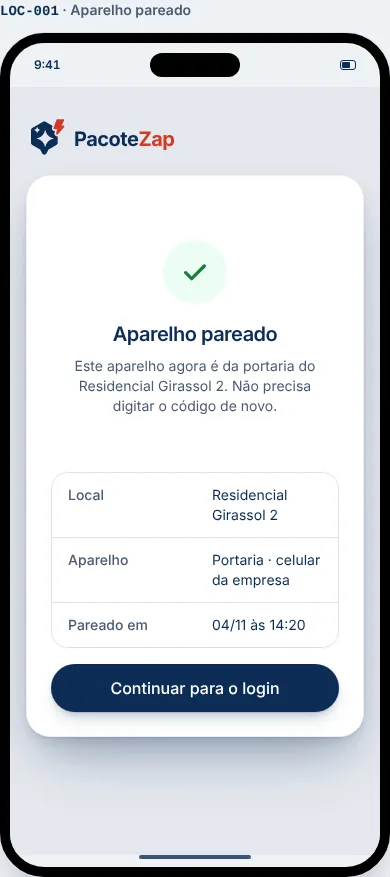 LOC-001 · Aparelho pareado
9:41
PacoteZap
Aparelho pareado
Este aparelho agora é da portaria do
Residencial Girassol 2. Não precisa
digitar o código de novo.
Local
Residencial
Girassol 2
Aparelho
Portaria · celular
da empresa
Pareado em
04/11 às 14:20
Continuar para o login